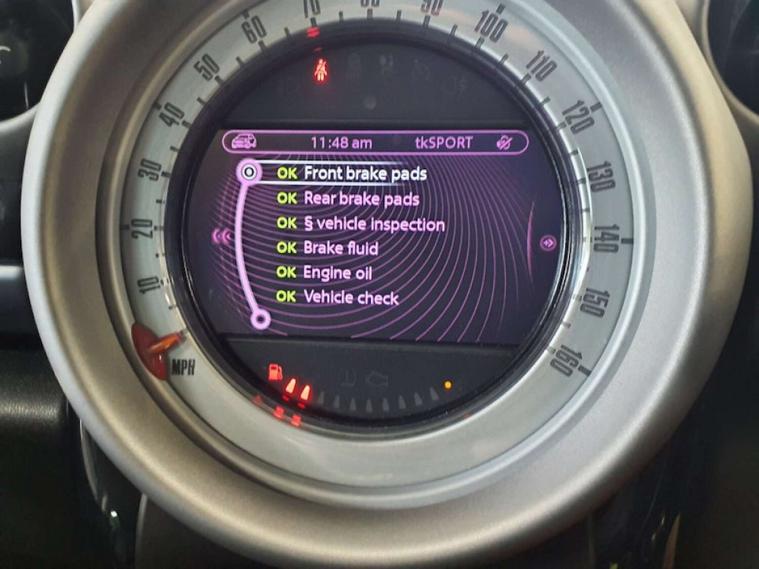 10
20
30
40
50
60
70
90
100
110
120
130
140
150
160
MPH
11:48 am tkSPORT
OK Front brake pads
OK Rear brake pads
OK § vehicle inspection
OK Brake fluid
OK Engine oil
OK Vehicle check